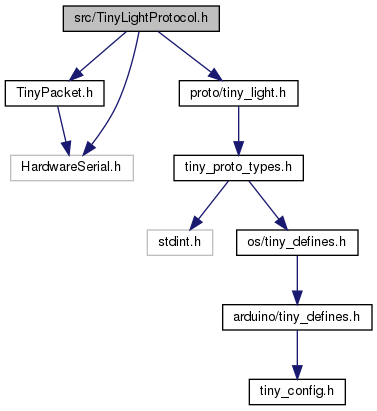 src/TinyLightProtocol.h
TinyPacket.h
proto/tiny_light.h
HardwareSerial.h
tiny_proto_types.h
stdint.h
os/tiny_defines.h
arduino/tiny_defines.h
tiny_config.h